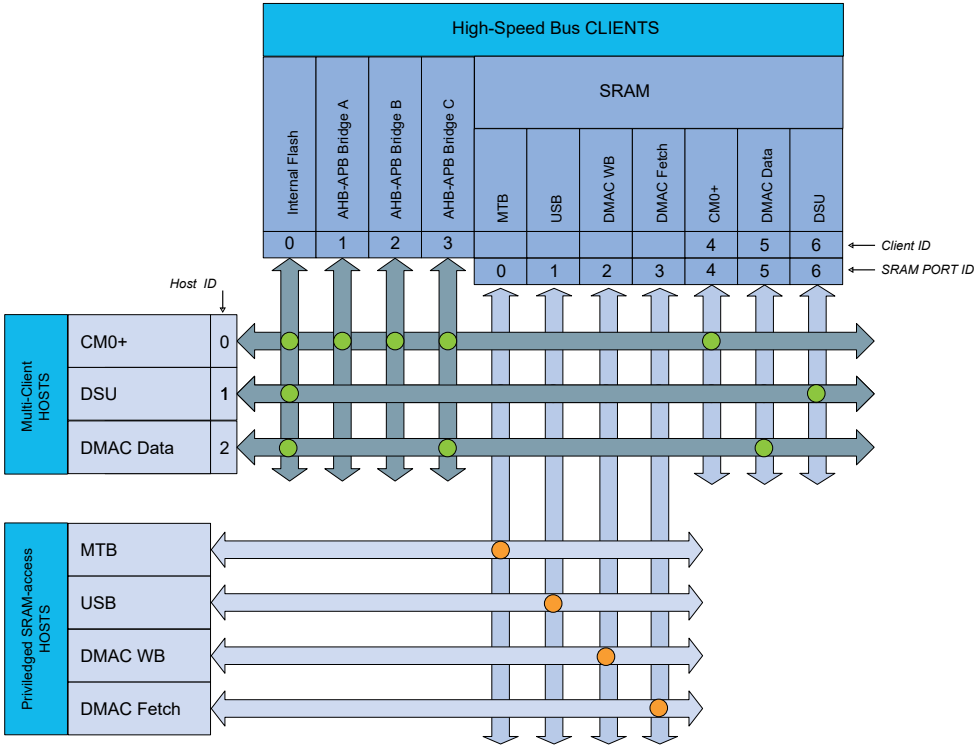 High-Speed Bus CLIENTS
SRAM
Internal Flash
AHB-APB Bridge A
AHB-APB Bridge B
AHB-APB Bridge C
MTB
USB
DMAC WB
DMAC Fetch
CM0+
DMAC Data
DSU
0 1 2 3 4 5 6 Client ID
0 1 2 3 4 5 6 SRAM PORT ID
Host ID
Multi-Client
HOSTS
CM0+ 0
DSU 1
DMAC Data 2
Priviledged SRAM-access
HOSTS
MTB
USB
DMAC WB
DMAC Fetch